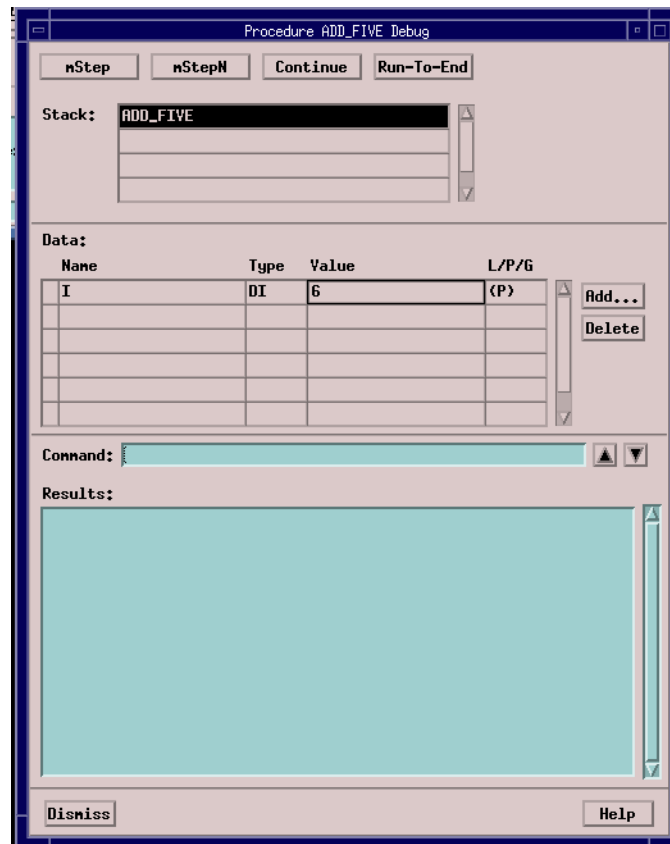 Procedure ADD_FIVE Debug
mStep mStepN Continue Run-To-End
Stack: ADD_FIVE
Data:
Name Type Value L/P/G
I DI 6 (P) Add...
Delete
Command:
Results:
Dismiss Help